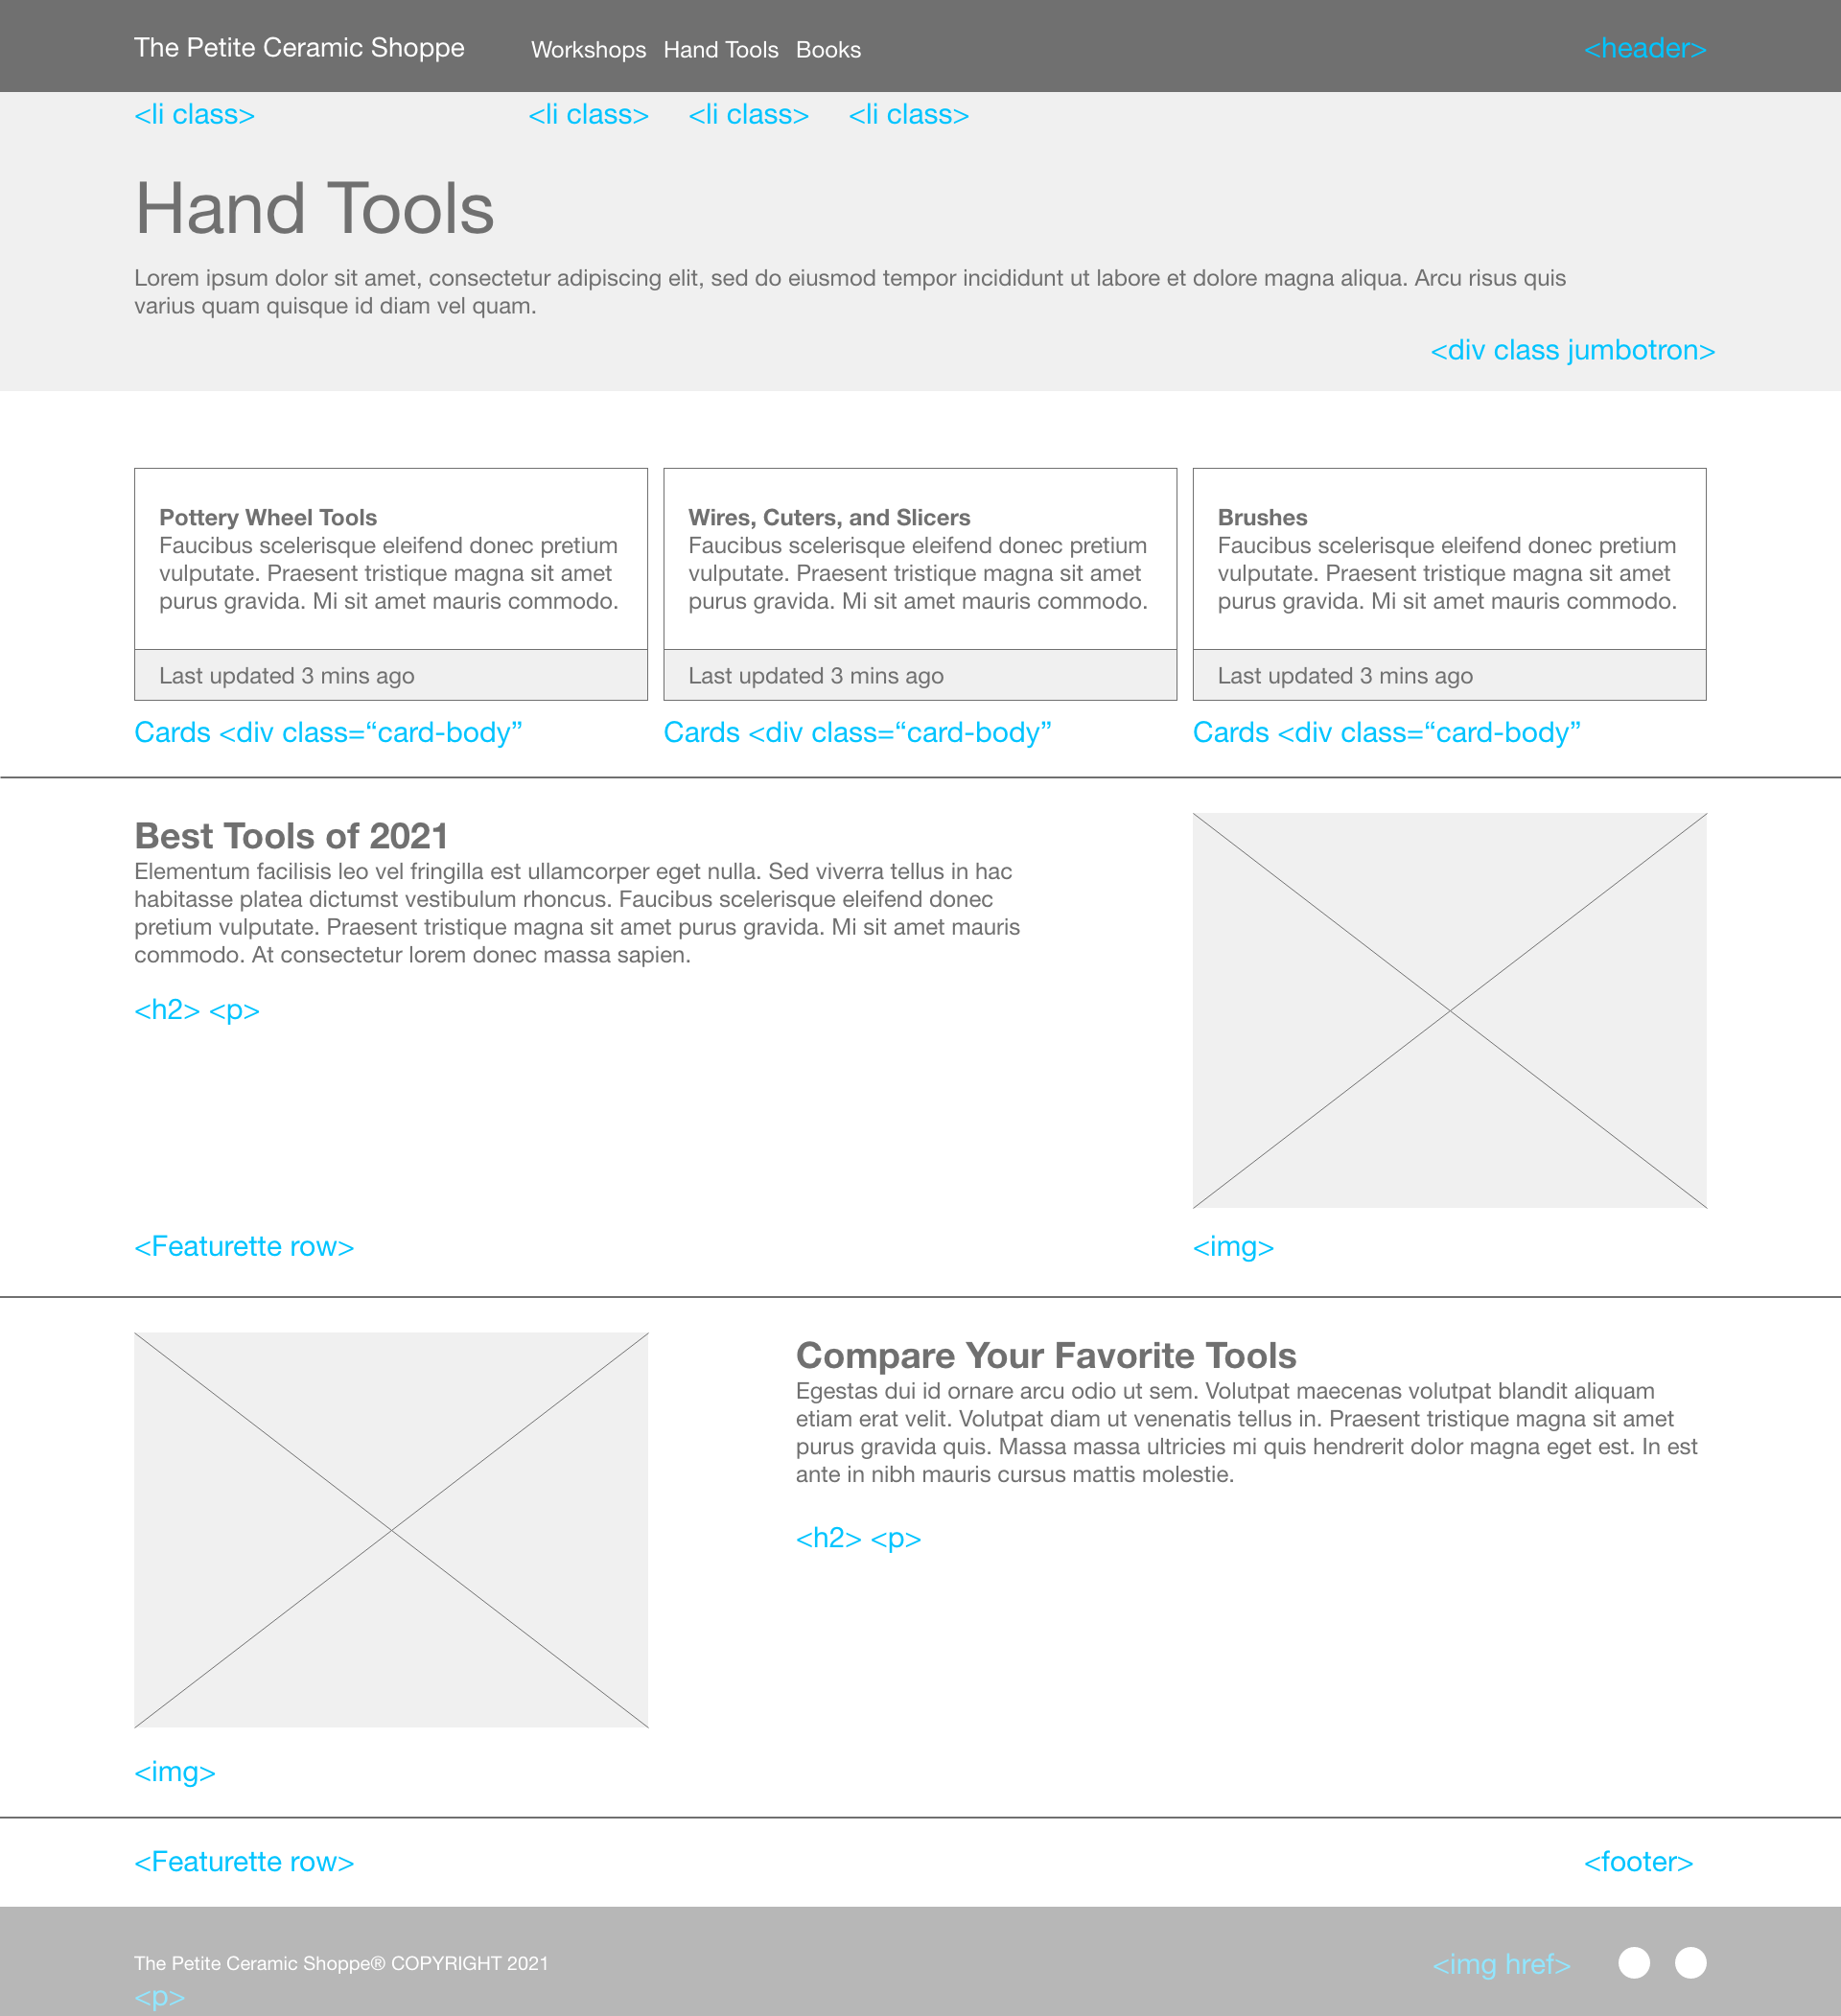 The Petite Ceramic Shoppe Workshops Hand Tools Books <header>
<li class> <li class> <li class> <li class>
Hand Tools
Lorem ipsum dolor sit amet, consectetur adipiscing elit, sed do eiusmod tempor incididunt ut labore et dolore magna aliqua. Arcu risus quis
varius quam quisque id diam vel quam.
<div class jumbotron>
Pottery Wheel Tools
Faucibus scelerisque eleifend donec pretium
vulputate. Praesent tristique magna sit amet
purus gravida. Mi sit amet mauris commodo.
Last updated 3 mins ago
Cards <div class=“card-body”
Wires, Cuters, and Slicers
Faucibus scelerisque eleifend donec pretium
vulputate. Praesent tristique magna sit amet
purus gravida. Mi sit amet mauris commodo.
Last updated 3 mins ago
Cards <div class=“card-body”
Brushes
Faucibus scelerisque eleifend donec pretium
vulputate. Praesent tristique magna sit amet
purus gravida. Mi sit amet mauris commodo.
Last updated 3 mins ago
Cards <div class=“card-body”
Best Tools of 2021
Elementum facilisis leo vel fringilla est ullamcorper eget nulla. Sed viverra tellus in hac
habitasse platea dictumst vestibulum rhoncus. Faucibus scelerisque eleifend donec
pretium vulputate. Praesent tristique magna sit amet purus gravida. Mi sit amet mauris
commodo. At consectetur lorem donec massa sapien.
<h2> <p>
<Featurette row> <img>
Compare Your Favorite Tools
Egestas dui id ornare arcu odio ut sem. Volutpat maecenas volutpat blandit aliquam
etiam erat velit. Volutpat diam ut venenatis tellus in. Praesent tristique magna sit amet
purus gravida quis. Massa massa ultricies mi quis hendrerit dolor magna eget est. In est
ante in nibh mauris cursus mattis molestie.
<h2> <p>
<img>
<Featurette row> <footer>
The Petite Ceramic Shoppe® COPYRIGHT 2021 <img href>
<p>